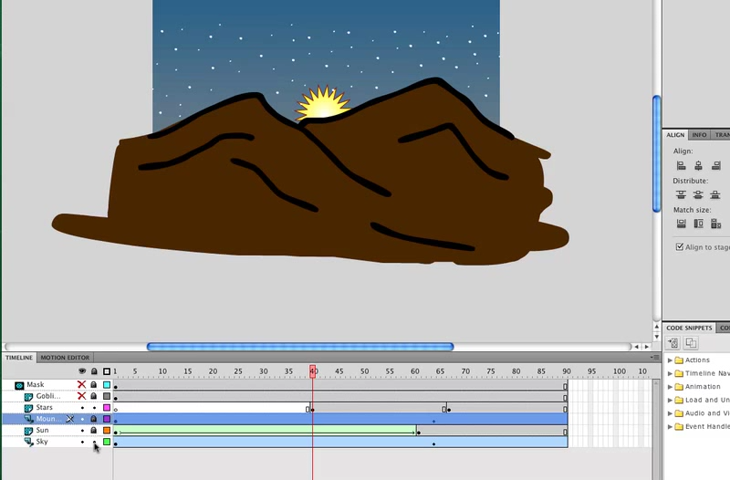 ALIGN INFO TRAN
Align:
Distribute:
Match size:
Align to stage
TIMELINE MOTION EDITOR
CODE SNIPPETS
1 5 10 15 20 25 30 35 40 45 50 55 60 65 70 75 80 85 90 95 10
Mask
Gobli...
Stars
Moun
Sun
Sky
Actions
Timeline Nav
Animation
Load and Un
Audio and Vi
Event Handle